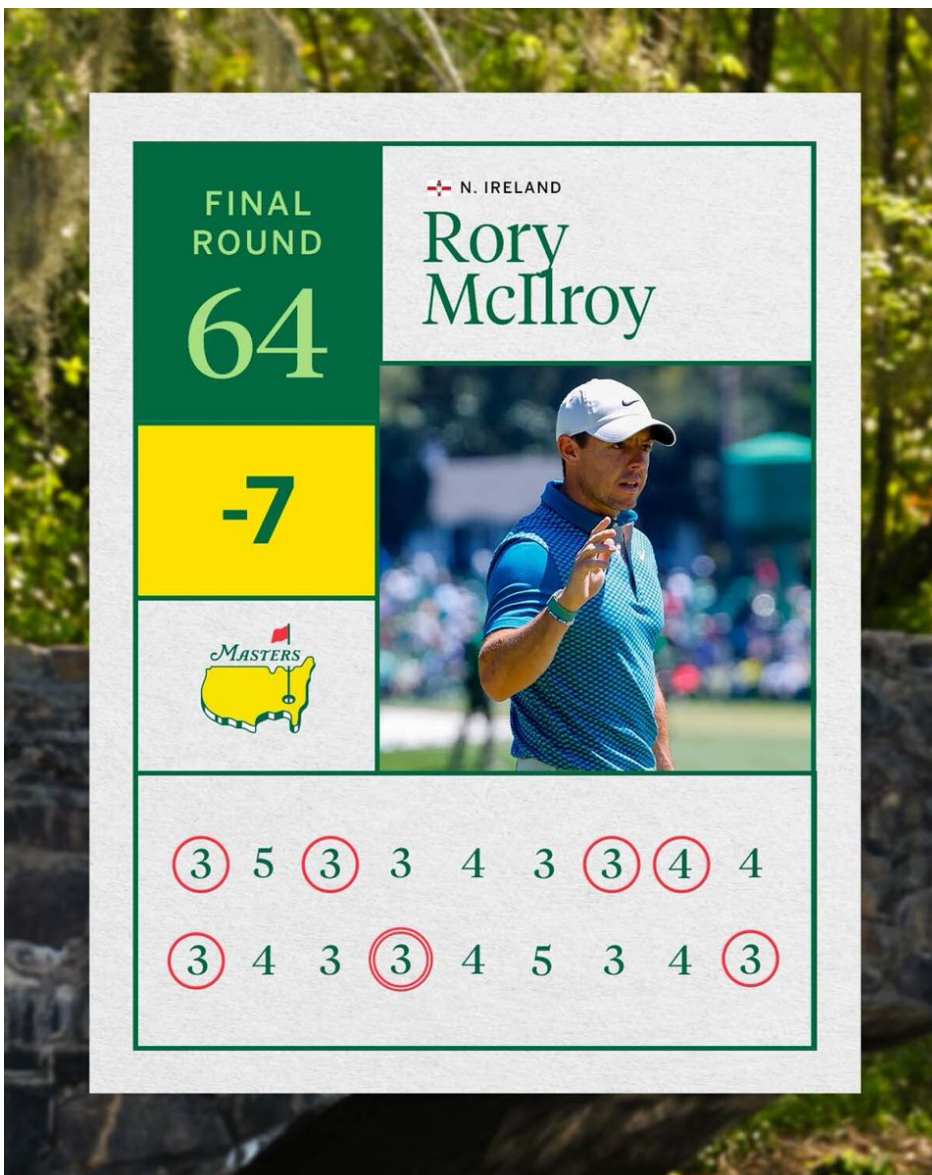 FINAL
ROUND
64
-7
MASTERS
N. IRELAND
Rory
McIlroy
3 5 3 3 4 3 3 4 4
3 4 3 3 4 5 3 4 3